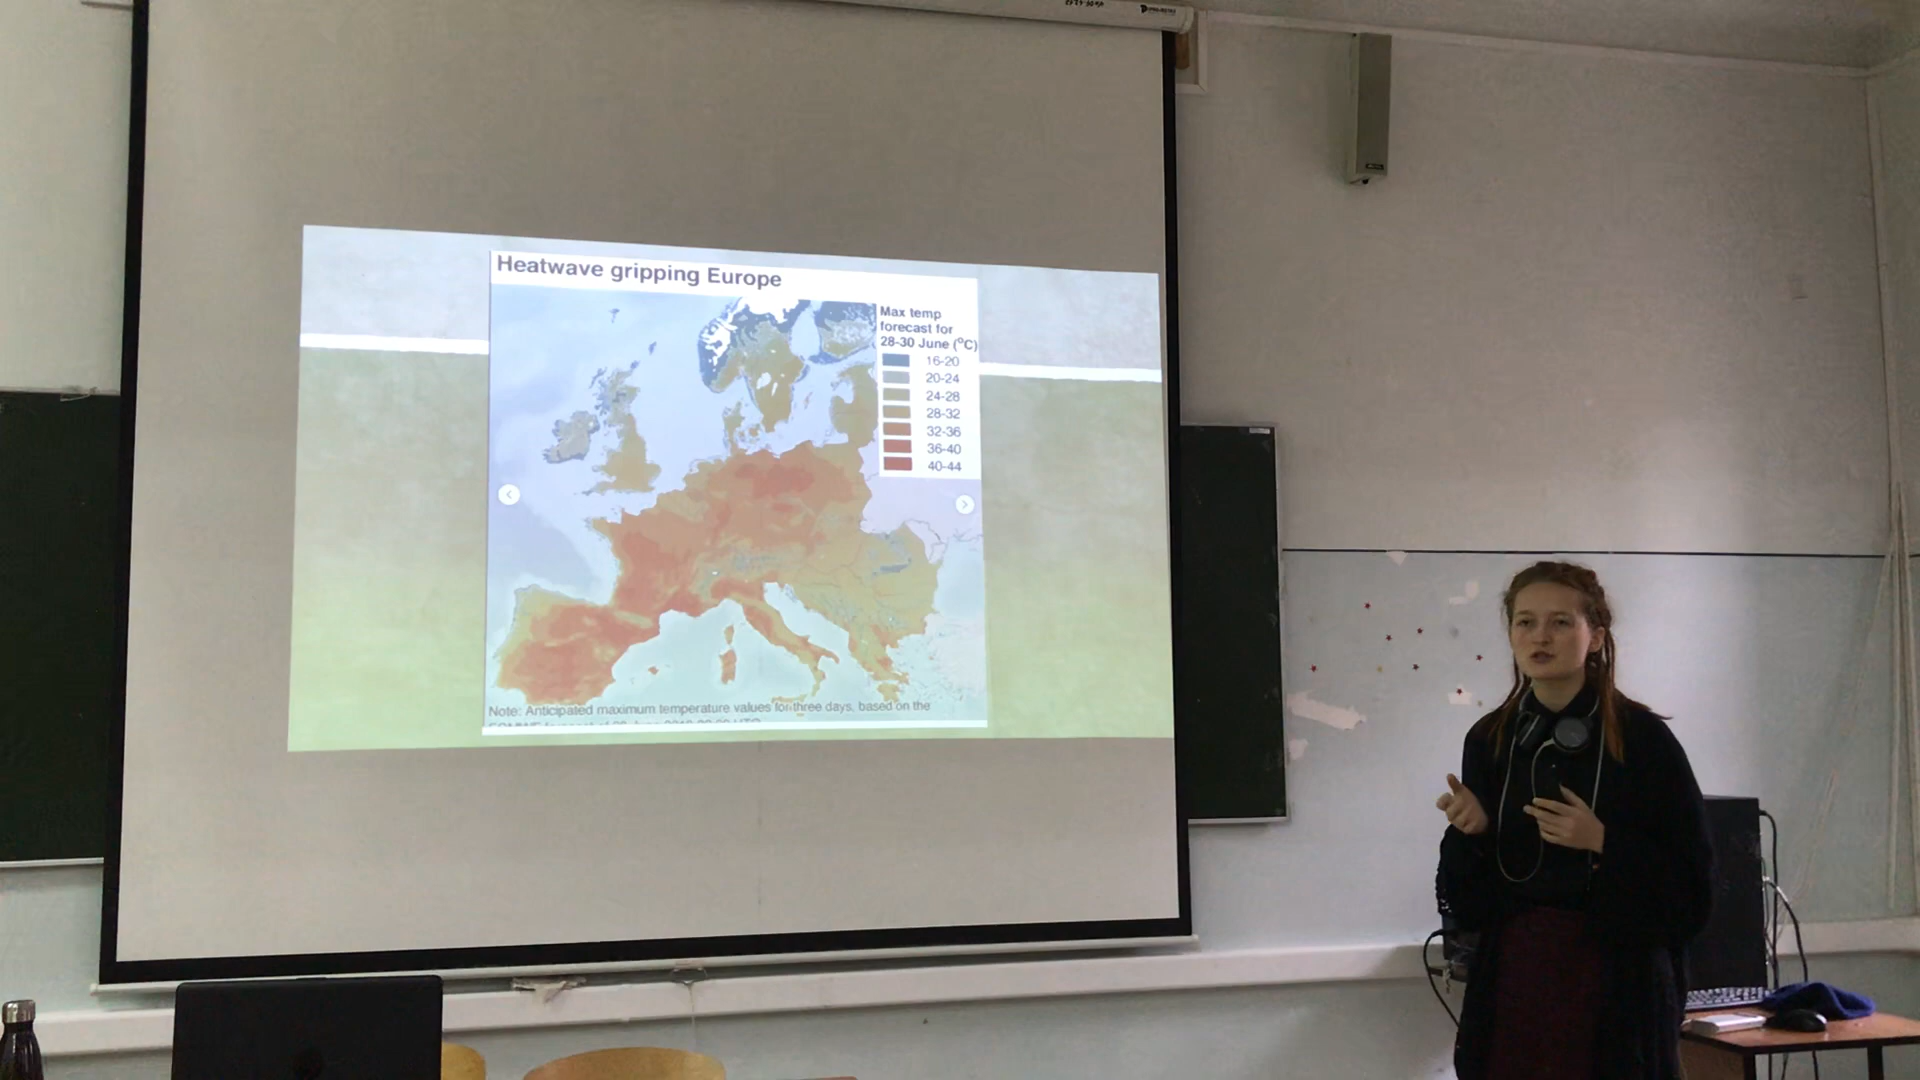 Heatwave gripping Europe
Max temp
forecast for
28-30 June (°C)
16-20
20-24
24-28
28-32
32-36
36-40
40-44
Note: Anticipated maximum temperature values for three days, based on the